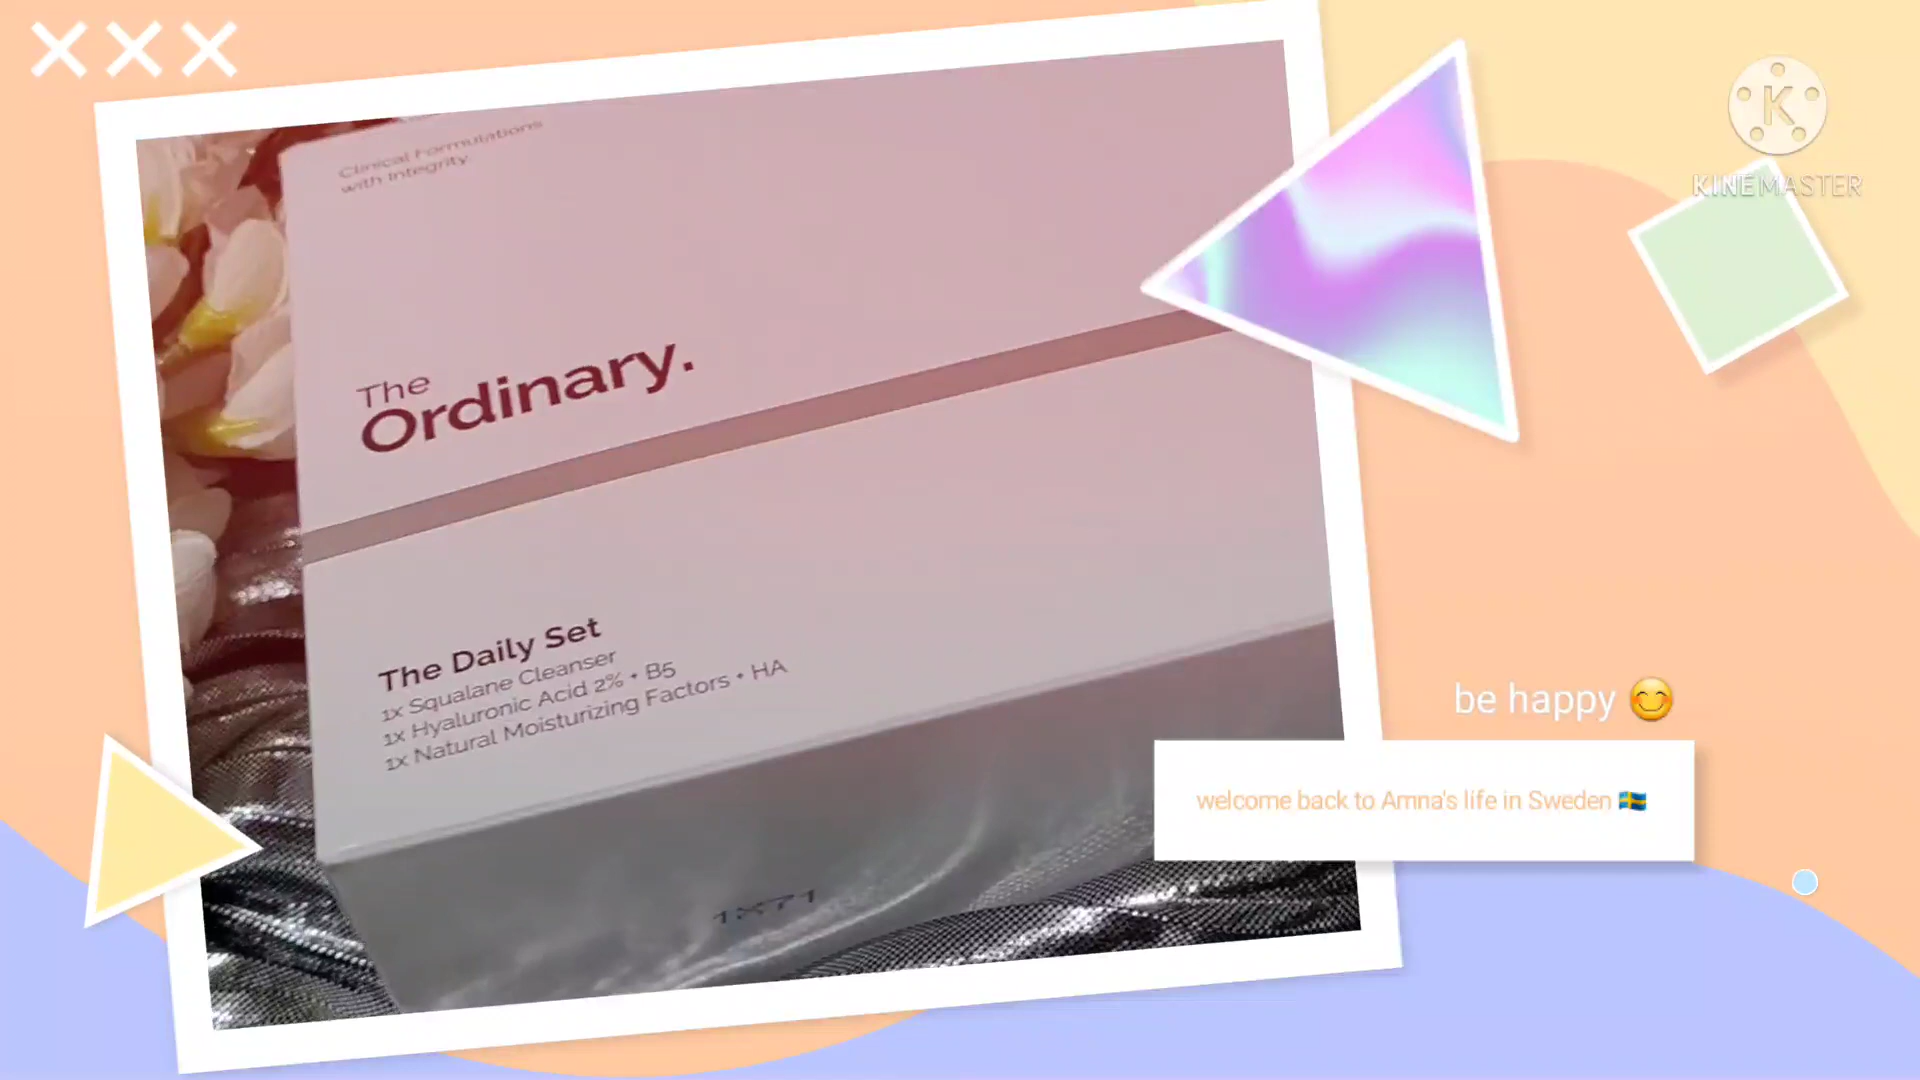 KINEMASTER
Clinical Formulations
with Integrity.
The
Ordinary.
The Daily Set
1x Squalane Cleanser
1x Hyaluronic Acid 2% + B5
1x Natural Moisturizing Factors + HA
1X71
be happy 😊
welcome back to Amna's life in Sweden 🇸🇪